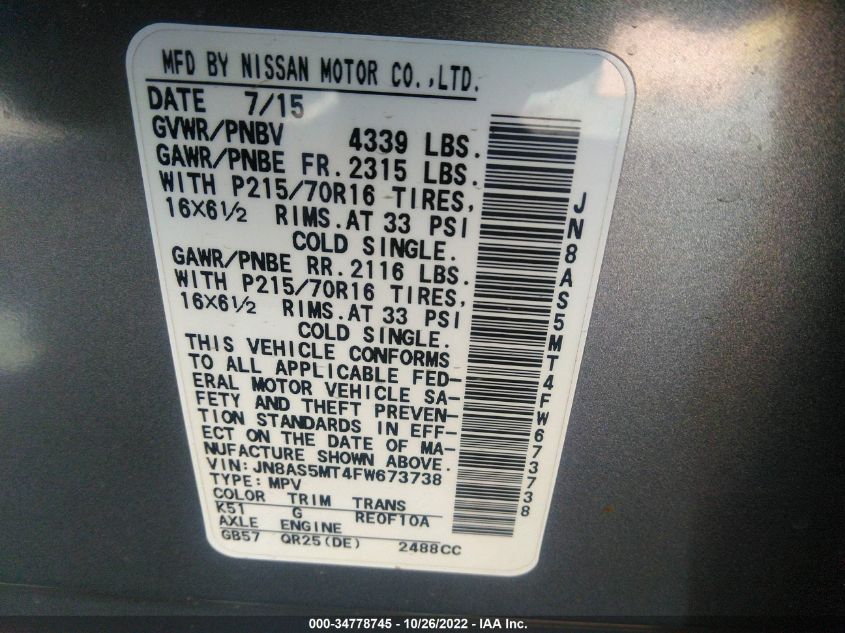 MFD BY NISSAN MOTOR CO.,LTD.
DATE 7/15
GVWR/PNBV 4339 LBS.
GAWR/PNBE FR.2315 LBS.
WITH P215/70R16 TIRES,
16X6½ RIMS.AT 33 PSI
COLD SINGLE.
GAWR/PNBE RR.2116 LBS.
WITH P215/70R16 TIRES,
16X6½ RIMS.AT 33 PSI
COLD SINGLE.
THIS VEHICLE CONFORMS
TO ALL APPLICABLE FED-
ERAL MOTOR VEHICLE SA-
FETY AND THEFT PREVEN-
TION STANDARDS IN EFF-
ECT ON THE DATE OF MA-
NUFACTURE SHOWN ABOVE.
VIN:JN8AS5MT4FW673738
TYPE:MPV
COLOR TRIM TRANS
K51 G RE0F10A
AXLE ENGINE
GB57 QR25(DE) 2488CC
JN8AS5MT4FW673738
000-34778745 - 10/26/2022 - IAA Inc.